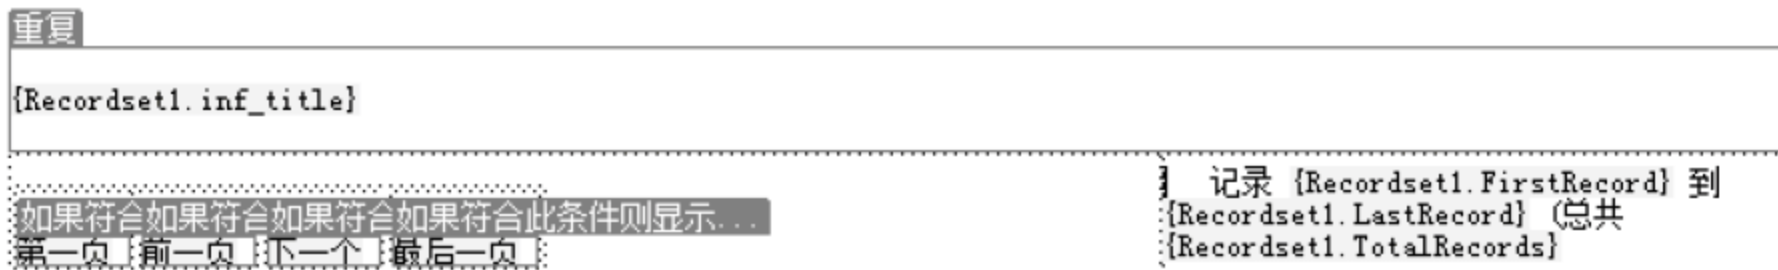 重复
{Recordset1.inf_title}
如果符合如果符合如果符合如果符合此条件则显示...
第一页 前一页 下一个 最后一页
记录 {Recordset1.FirstRecord} 到
{Recordset1.LastRecord} (总共
{Recordset1.TotalRecords}